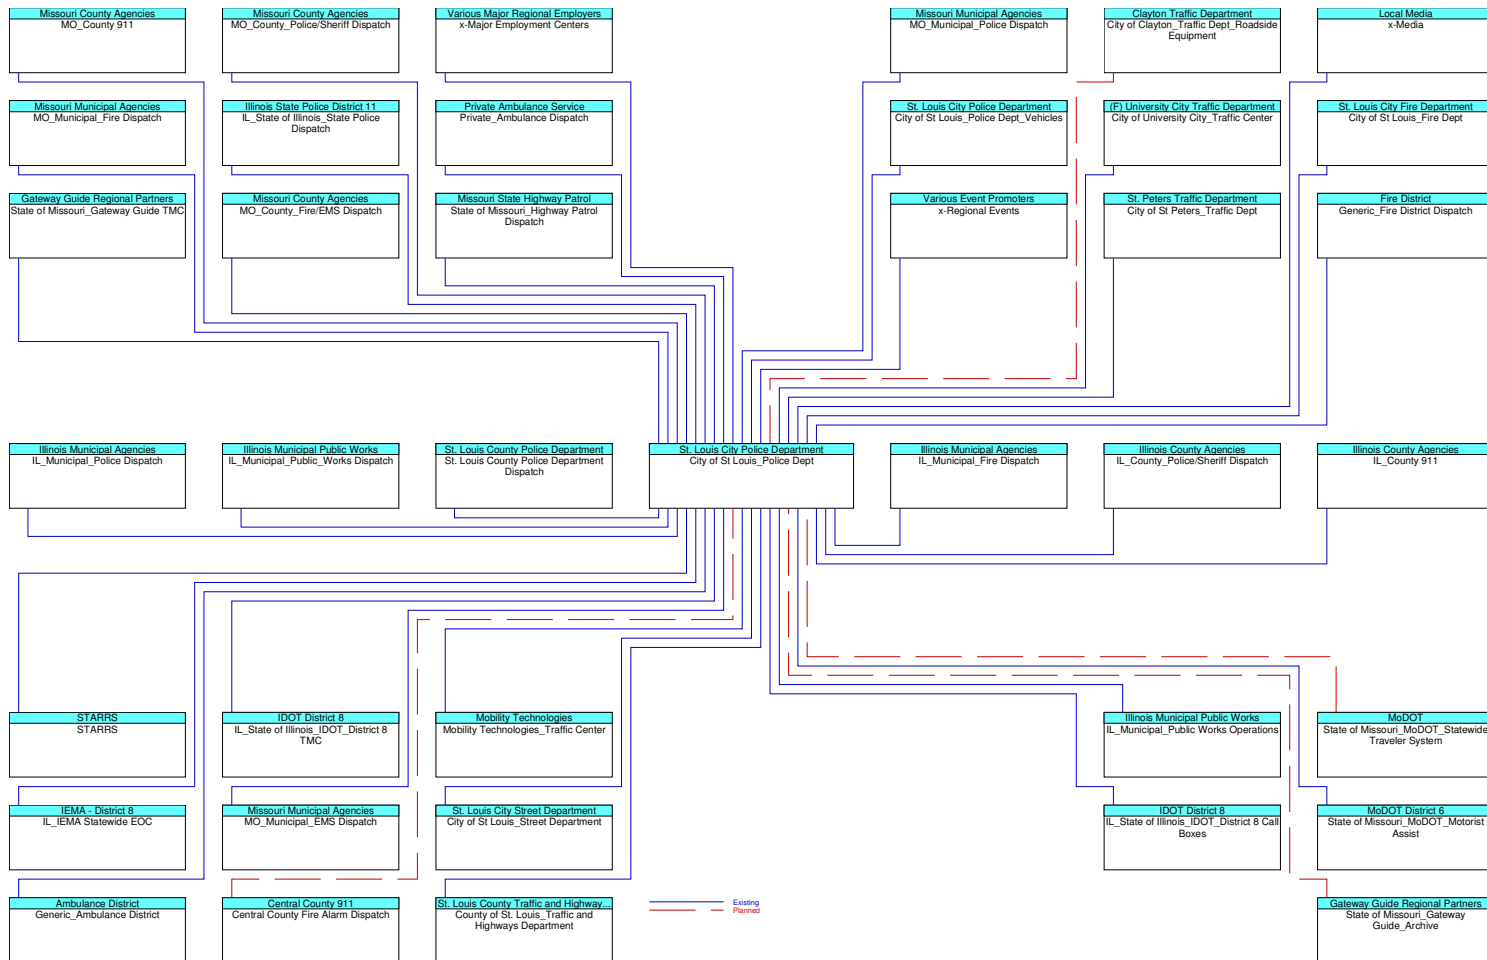 Missouri County Agencies
MO_County 911
Missouri County Agencies
MO_County_Police/Sheriff Dispatch
Various Major Regional Employers
x-Major Employment Centers
Missouri Municipal Agencies
MO_Municipal_Police Dispatch
Clayton Traffic Department
City of Clayton_Traffic Dept_Roadside
Equipment
Local Media
x-Media
Missouri Municipal Agencies
MO_Municipal_Fire Dispatch
Illinois State Police District 11
IL_State of Illinois_State Police
Dispatch
Private Ambulance Service
Private_Ambulance Dispatch
St. Louis City Police Department
City of St Louis_Police Dept_Vehicles
(F) University City Traffic Department
City of University City_Traffic Center
St. Louis City Fire Department
City of St Louis_Fire Dept
Gateway Guide Regional Partners
State of Missouri_Gateway Guide TMC
Missouri County Agencies
MO_County_Fire/EMS Dispatch
Missouri State Highway Patrol
State of Missouri_Highway Patrol
Dispatch
Various Event Promoters
x-Regional Events
St. Peters Traffic Department
City of St Peters_Traffic Dept
Fire District
Generic_Fire District Dispatch
Illinois Municipal Agencies
IL_Municipal_Police Dispatch
Illinois Municipal Public Works
IL_Municipal_Public_Works Dispatch
St. Louis County Police Department
St. Louis County Police Department
Dispatch
St. Louis City Police Department
City of St Louis_Police Dept
Illinois Municipal Agencies
IL_Municipal_Fire Dispatch
Illinois County Agencies
IL_County_Police/Sheriff Dispatch
Illinois County Agencies
IL_County 911
STARRS
STARRS
IDOT District 8
IL_State of Illinois_IDOT_District 8
TMC
Mobility Technologies
Mobility Technologies_Traffic Center
Illinois Municipal Public Works
IL_Municipal_Public Works Operations
MoDOT
State of Missouri_MoDOT_Statewide
Traveler System
IEMA - District 8
IL_IEMA Statewide EOC
Missouri Municipal Agencies
MO_Municipal_EMS Dispatch
St. Louis City Street Department
City of St Louis_Street Department
IDOT District 8
IL_State of Illinois_IDOT_District 8 Call
Boxes
MoDOT District 6
State of Missouri_MoDOT_Motorist
Assist
Ambulance District
Generic_Ambulance District
Central County 911
Central County Fire Alarm Dispatch
St. Louis County Traffic and Highway...
County of St. Louis_Traffic and
Highways Department
Existing
Planned
Gateway Guide Regional Partners
State of Missouri_Gateway
Guide_Archive